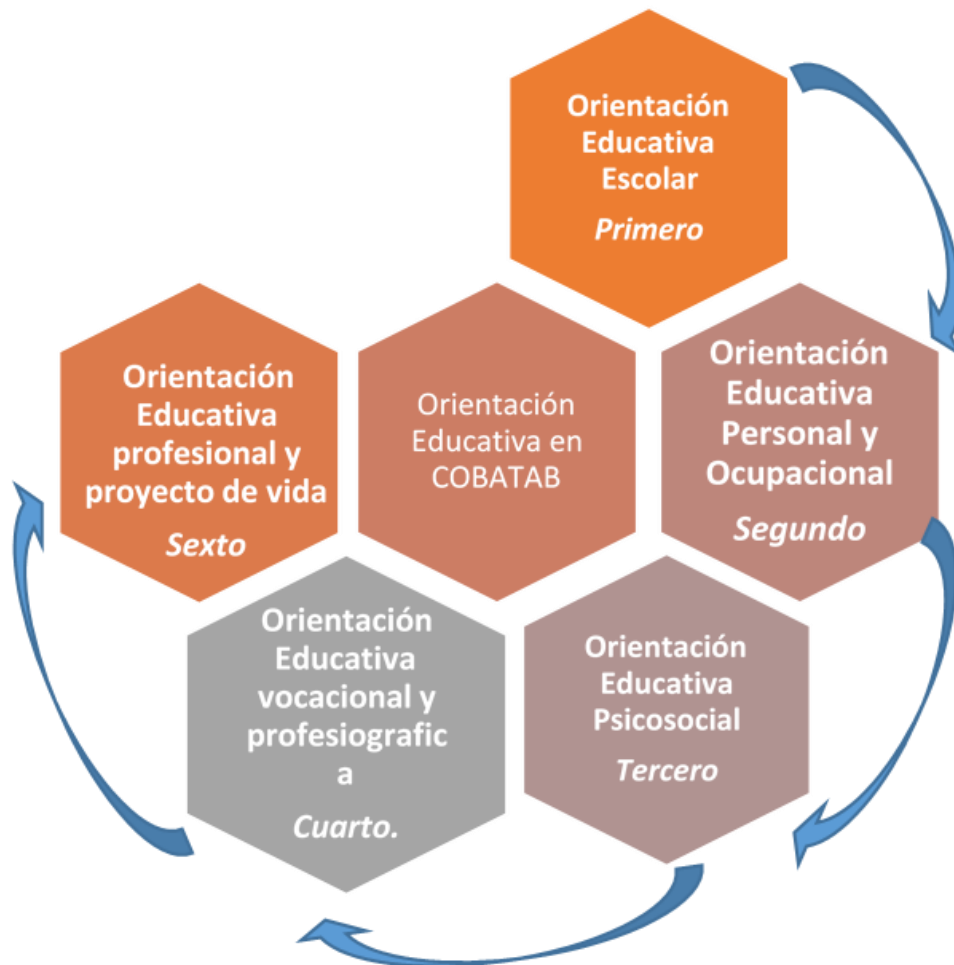 Orientación
Educativa
Escolar
Primero
Orientación
Educativa
profesional y
proyecto de vida
Sexto
Orientación
Educativa en
COBATAB
Orientación
Educativa
Personal y
Ocupacional
Segundo
Orientación
Educativa
vocacional y
profesiografic
a
Cuarto.
Orientación
Educativa
Psicosocial
Tercero